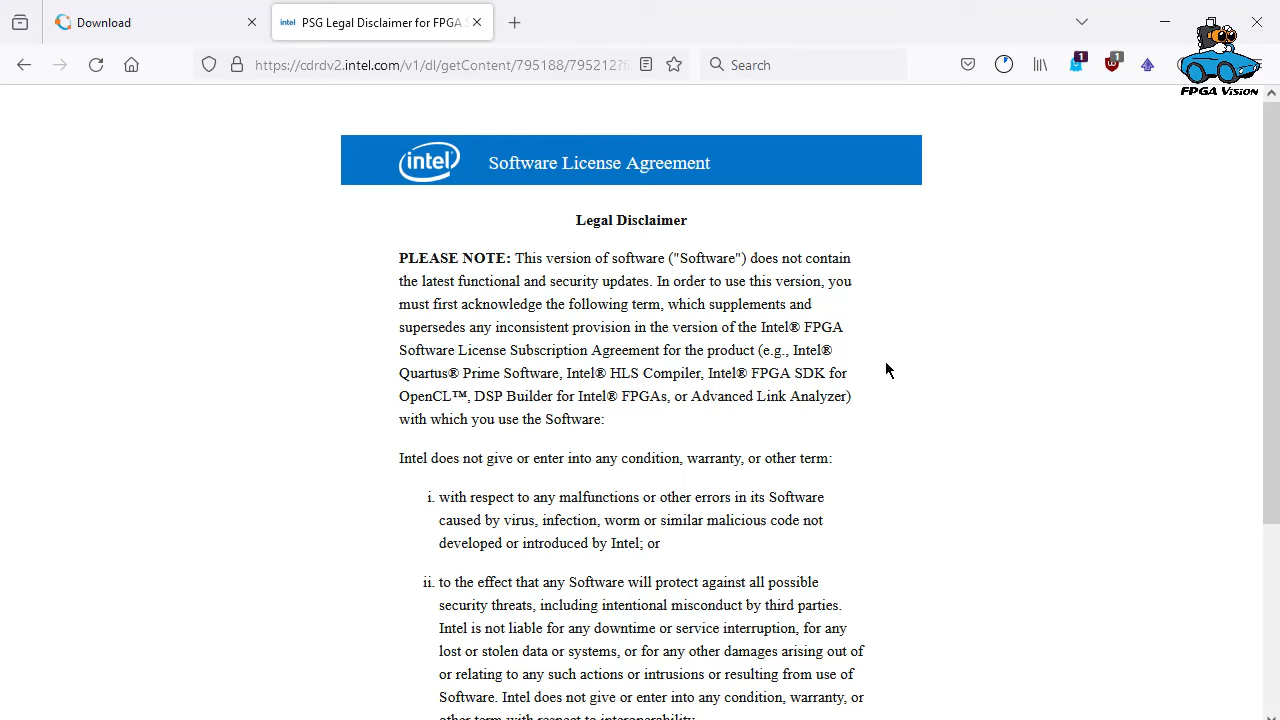 Download
intel PSG Legal Disclaimer for FPGA
https://cdrdv2.intel.com/v1/dl/getContent/795188/795212?
Search
1
1
FPGA Vision
intel
Software License Agreement
Legal Disclaimer
PLEASE NOTE: This version of software ("Software") does not contain
the latest functional and security updates. In order to use this version, you
must first acknowledge the following term, which supplements and
supersedes any inconsistent provision in the version of the Intel® FPGA
Software License Subscription Agreement for the product (e.g., Intel®
Quartus® Prime Software, Intel® HLS Compiler, Intel® FPGA SDK for
OpenCL™, DSP Builder for Intel® FPGAs, or Advanced Link Analyzer)
with which you use the Software:
Intel does not give or enter into any condition, warranty, or other term:
i. with respect to any malfunctions or other errors in its Software
caused by virus, infection, worm or similar malicious code not
developed or introduced by Intel; or
ii. to the effect that any Software will protect against all possible
security threats, including intentional misconduct by third parties.
Intel is not liable for any downtime or service interruption, for any
lost or stolen data or systems, or for any other damages arising out of
or relating to any such actions or intrusions or resulting from use of
Software. Intel does not give or enter into any condition, warranty, or
other term with respect to interoperability.